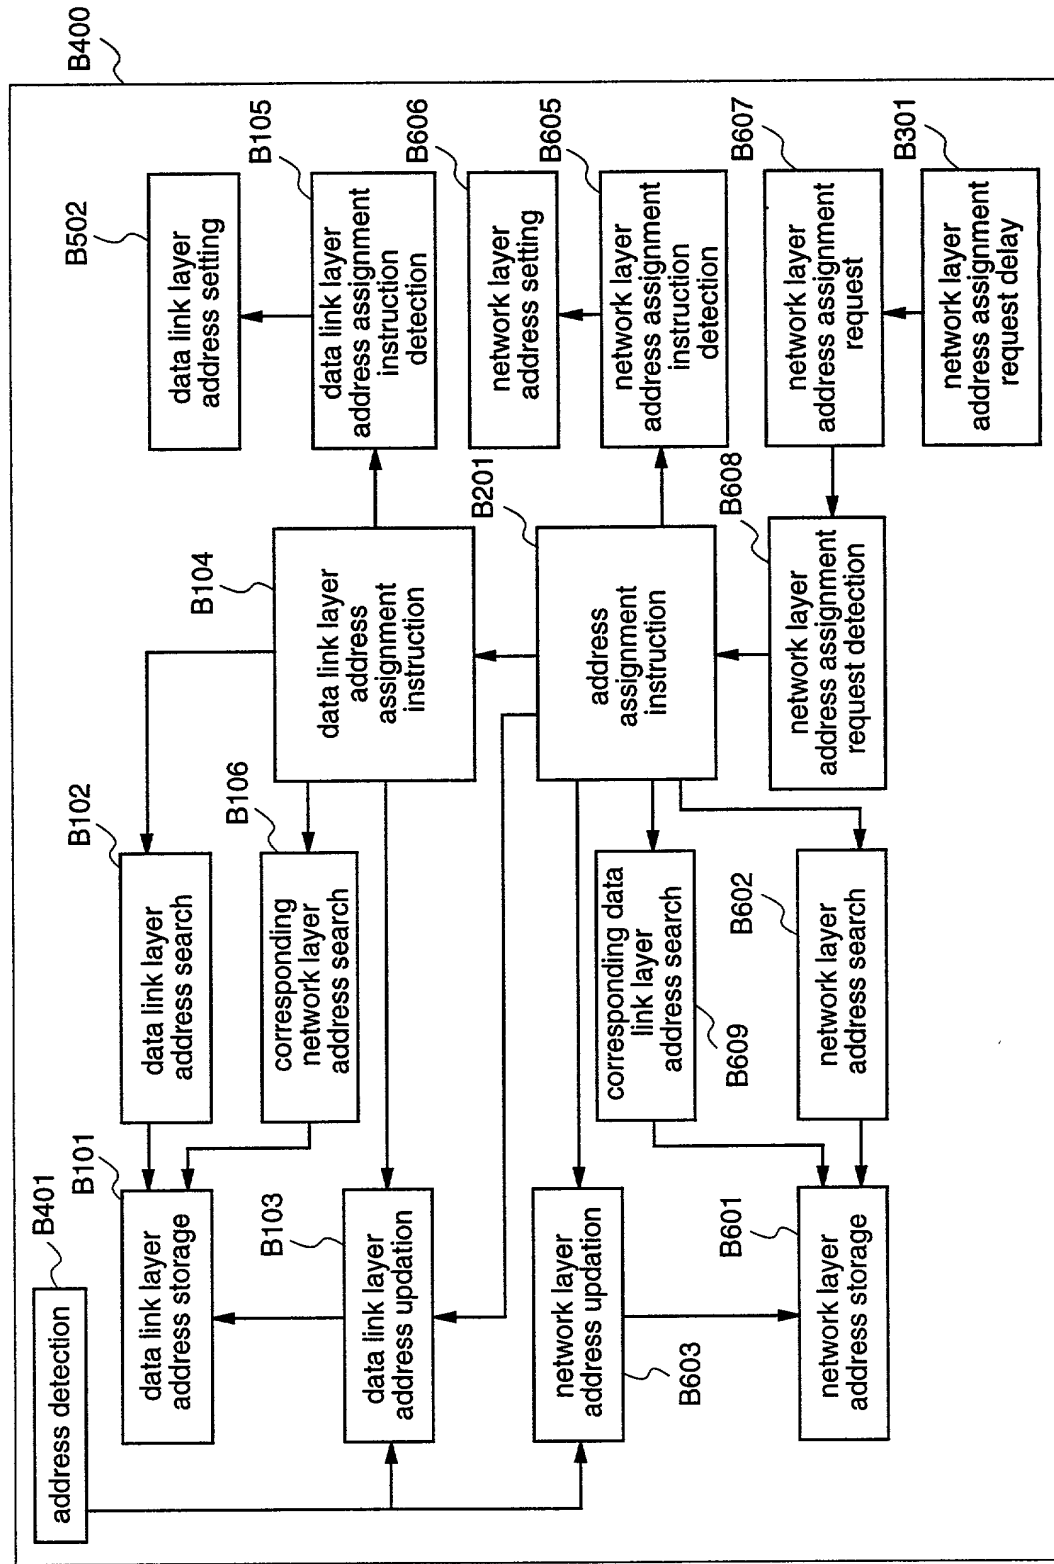 B400
B401
address detection
B101
data link layer
address storage
B102
data link layer
address search
B104
data link layer
address
assignment
instruction
B502
data link layer
address setting
B106
corresponding
network layer
address search
B105
data link layer
address assignment
instruction
detection
B103
data link layer
address updation
B606
network layer
address setting
B201
address
assignment
instruction
network layer
address updation
B603
corresponding data
link layer
address search
B609
B605
network layer
address assignment
instruction
detection
B601
network layer
address storage
B602
network layer
address search
B608
network layer
address assignment
request detection
B607
network layer
address assignment
request
B301
network layer
address assignment
request delay